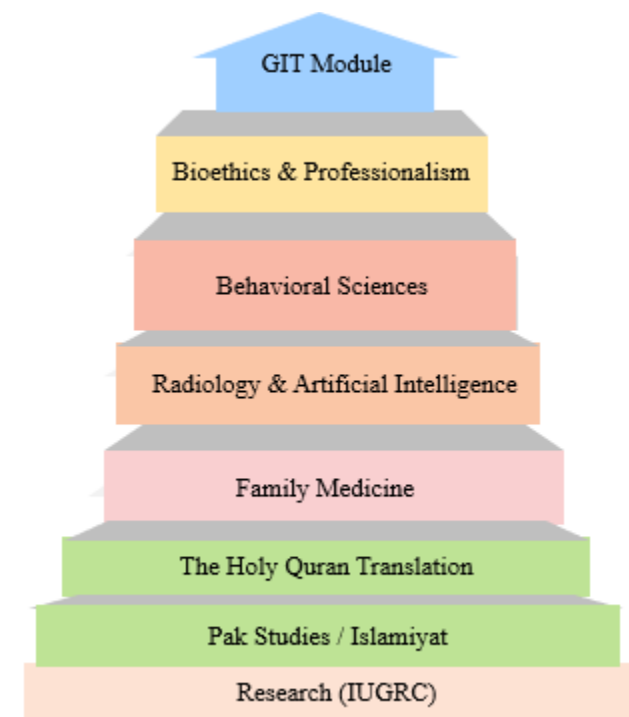 GIT Module
Bioethics & Professionalism
Behavioral Sciences
Radiology & Artificial Intelligence
Family Medicine
The Holy Quran Translation
Pak Studies / Islamiyat
Research (IUGRC)